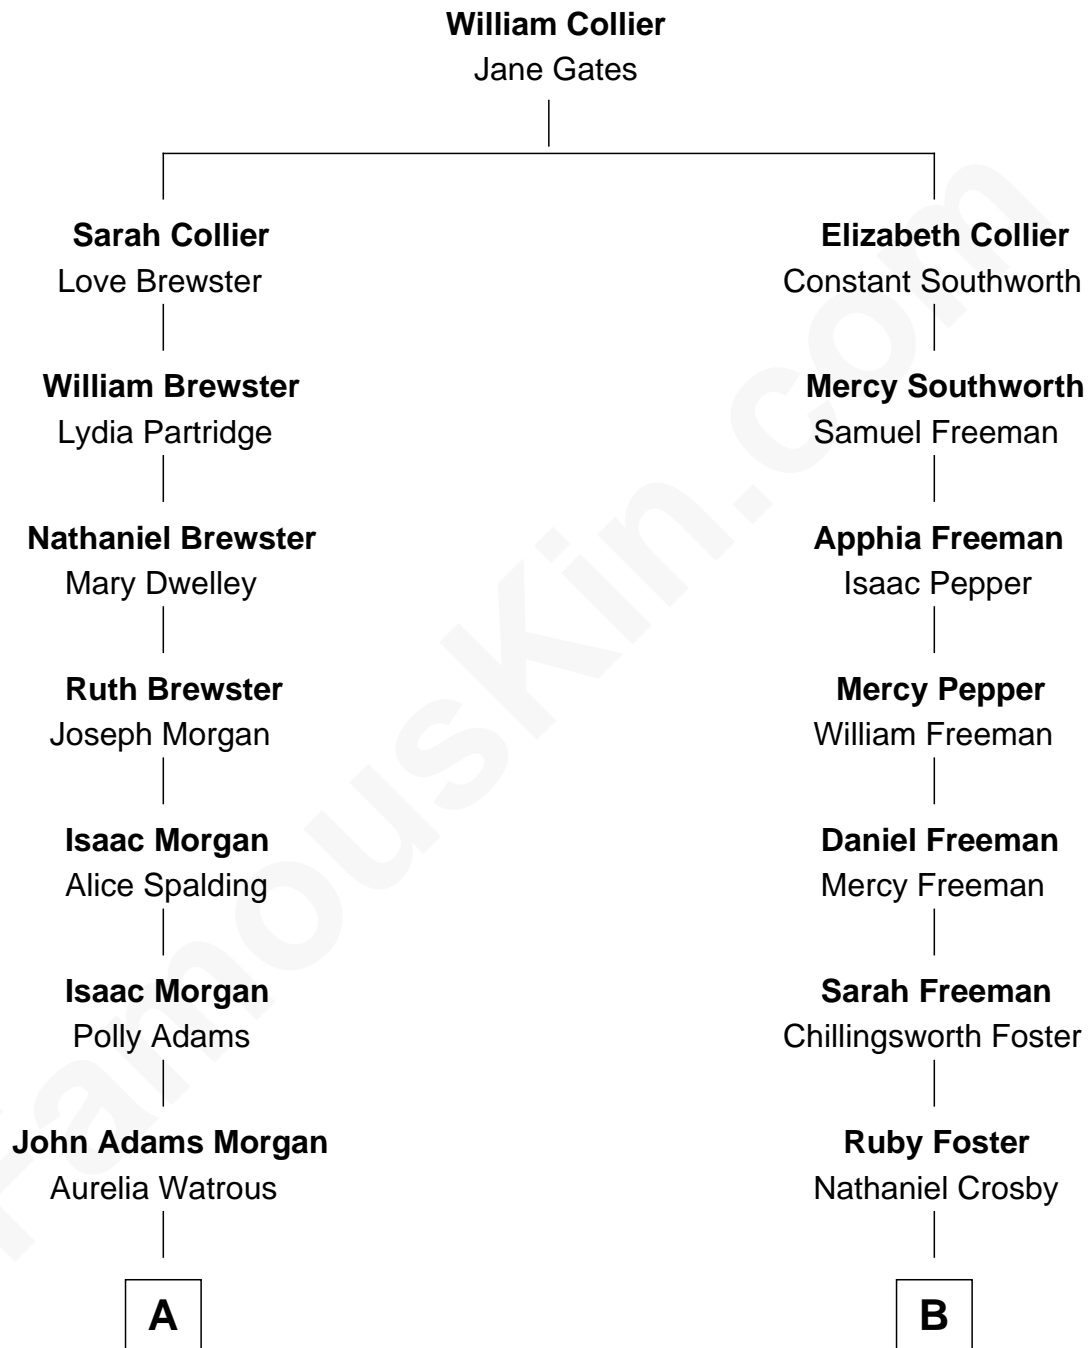 William Collier
Jane Gates
Sarah Collier
Love Brewster
Elizabeth Collier
Constant Southworth
William Brewster
Lydia Partridge
Mercy Southworth
Samuel Freeman
Nathaniel Brewster
Mary Dwelley
Apphia Freeman
Isaac Pepper
Ruth Brewster
Joseph Morgan
Mercy Pepper
William Freeman
Isaac Morgan
Alice Spalding
Daniel Freeman
Mercy Freeman
Isaac Morgan
Polly Adams
Sarah Freeman
Chillingsworth Foster
John Adams Morgan
Aurelia Watrous
Ruby Foster
Nathaniel Crosby
A
B
FamousKin.com